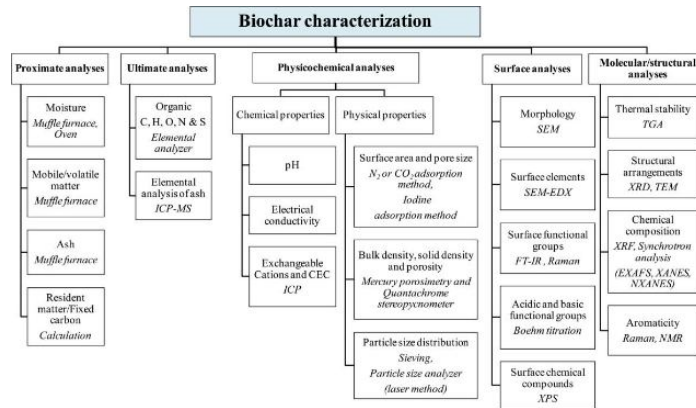 Biochar characterization
Proximate analyses
Moisture
Muffle furnace,
Oven
Mobile/volatile
matter
Muffle furnace
Ash
Muffle furnace
Resident
matter/Fixed
carbon
Calculation
Ultimate analyses
Organic
C, H, O, N & S
Elemental
analyzer
Elemental
analysis of ash
ICP-MS
Physicochemical analyses
Chemical properties
pH
Electrical
conductivity
Exchangeable
Cations and CEC
ICP
Physical properties
Surface area and pore size
N₂ or CO₂ adsorption
method,
Iodine
adsorption method
Bulk density, solid density
and porosity
Mercury porosimetry and
Quantachrome
stereopycnometer
Particle size distribution
Sieving,
Particle size analyzer
(laser method)
Surface analyses
Morphology
SEM
Surface elements
SEM-EDX
Surface functional
groups
FT-IR , Raman
Acidic and basic
functional groups
Boehm titration
Surface chemical
compounds
XPS
Molecular/structural
analyses
Thermal stability
TGA
Structural
arrangements
XRD, TEM
Chemical
composition
XRF, Synchrotron
analysis
(EXAFS, XANES,
NXANES)
Aromaticity
Raman, NMR